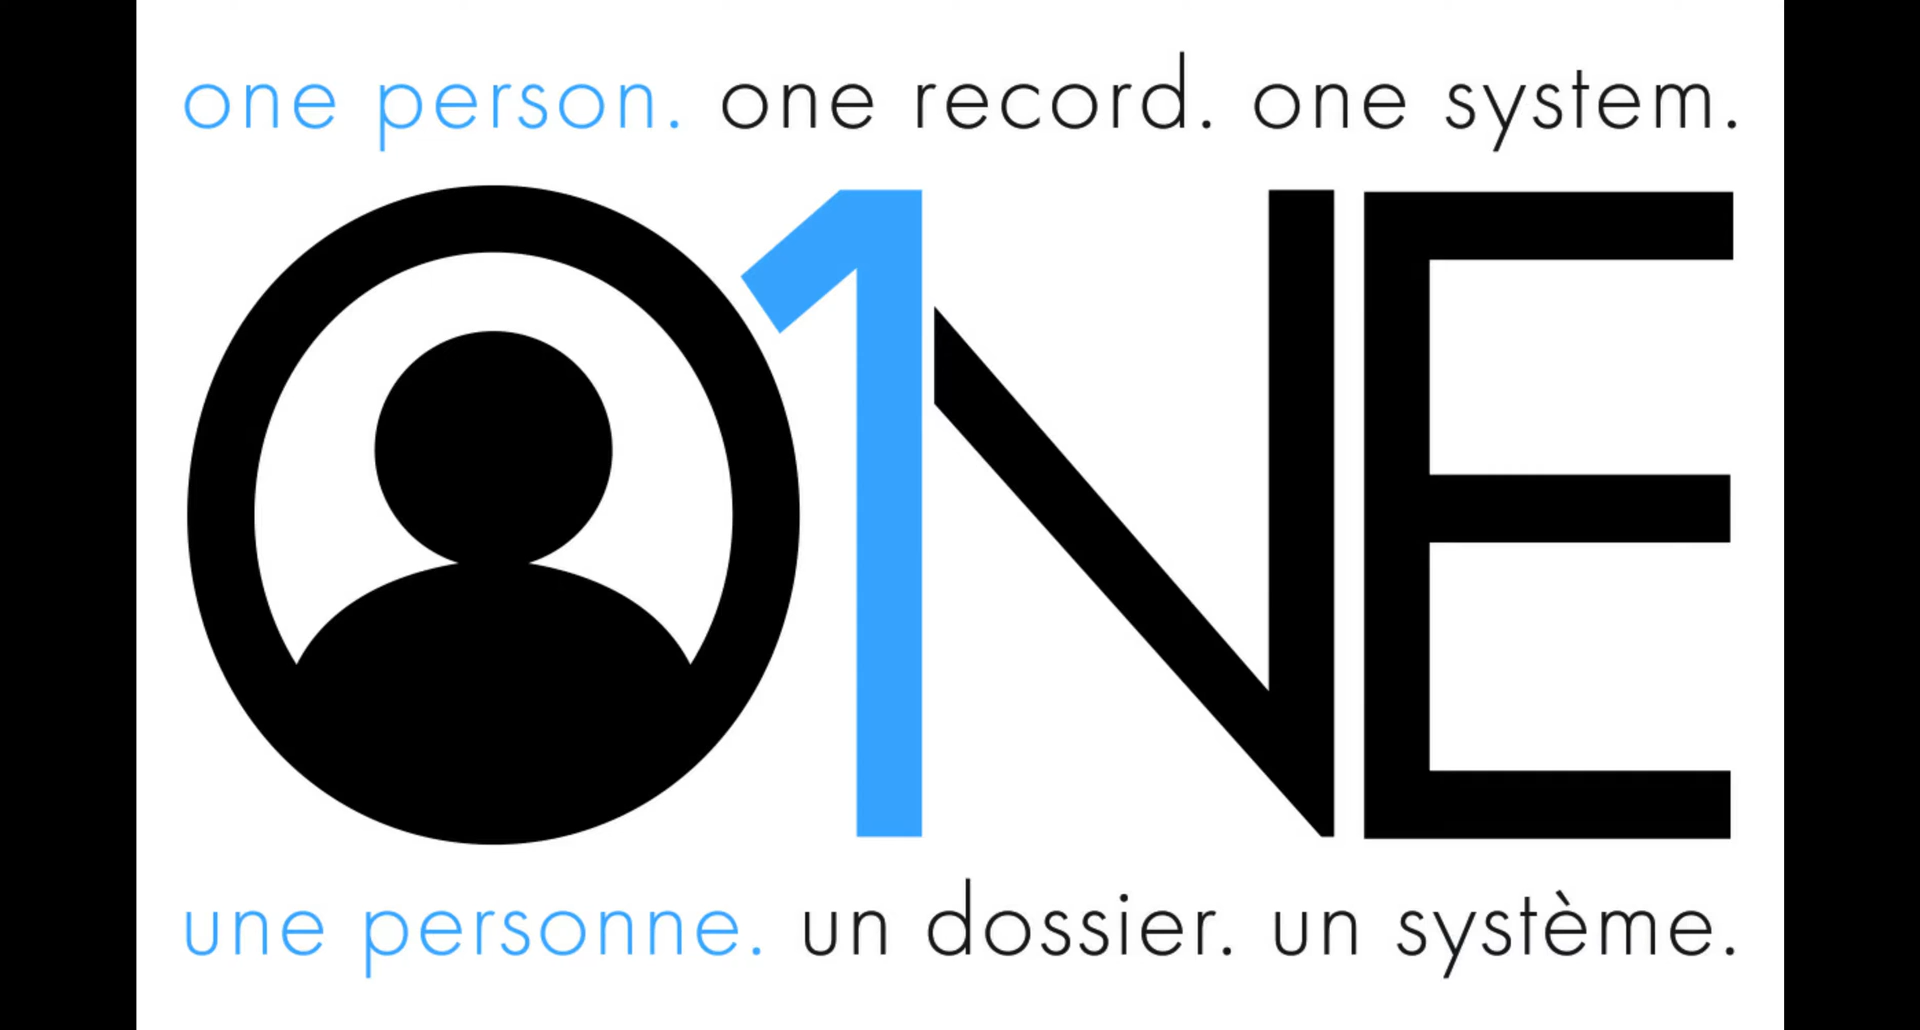 one person. one record. one system.
O1NE
une personne. un dossier. un système.